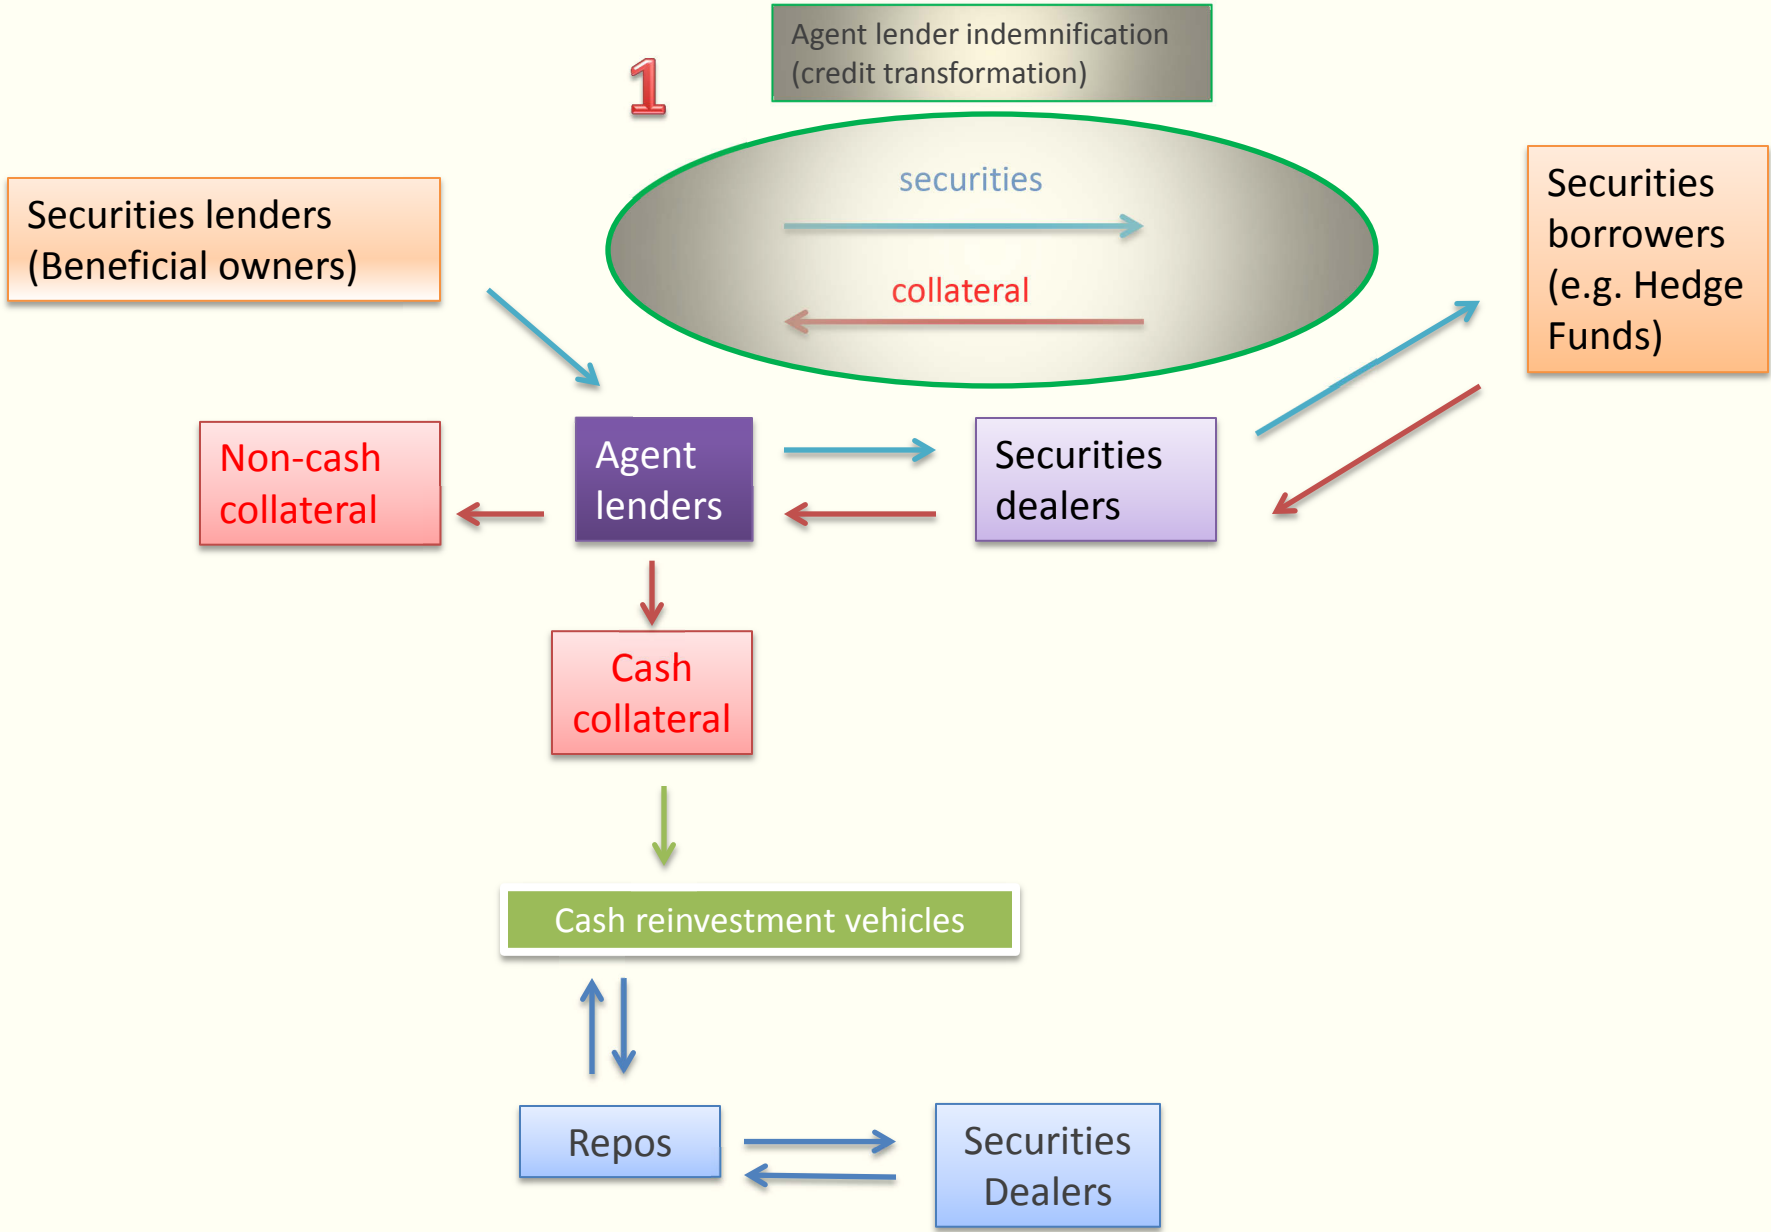 Agent lender indemnification
(credit transformation)
1
securities
collateral
Securities lenders
(Beneficial owners)
Securities
borrowers
(e.g. Hedge
Funds)
Non-cash
collateral
Agent
lenders
Securities
dealers
Cash
collateral
Cash reinvestment vehicles
Repos
Securities
Dealers